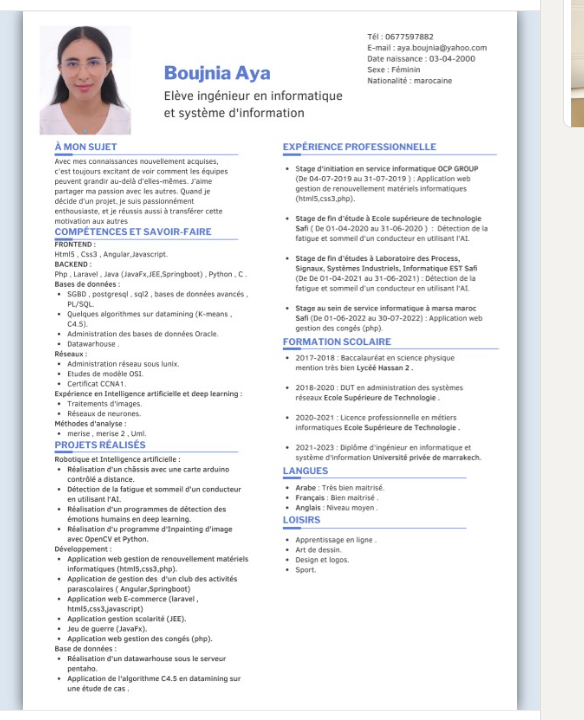 Boujnia Aya
Elève ingénieur en informatique
et système d'information
Tél : 0677597882
E-mail : aya.boujnia@yahoo.com
Date naissance : 03-04-2000
Sexe : Féminin
Nationalité : marocaine
À MON SUJET
Avec mes connaissances nouvellement acquises,
c'est toujours excitant de voir comment les équipes
peuvent grandir au-delà d'elles-mêmes. J'aime
partager ma passion avec les autres. Quand je
décide d'un projet, je suis passionnément
enthousiaste, et je réussis aussi à transférer cette
motivation aux autres
COMPÉTENCES ET SAVOIR-FAIRE
FRONTEND :
Html5 , Css3 , Angular,Javascript.
BACKEND :
Php , Laravel , Java (JavaFx,JEE,Springboot) , Python , C .
Bases de données :
• SGBD , postgresql , sql2 , bases de données avancés ,
PL/SQL.
• Quelques algorithms sur datamining (K-means ,
C4.5).
• Administration des bases données Oracle.
• Datawarhouse .
Réseaux :
• Administration réseau sous lunix.
• Etudes de modèle OSI.
• Certificat CCNA1.
Expérience en Intelligence artificielle et deep learning :
• Traitements d'images.
• Réseaux de neurones.
Méthodes d'analyse :
• merise , merise 2 , Uml.
PROJETS RÉALISÉS
Robotique et Intelligence artificielle :
• Réalisation d'un châssis avec une carte arduino
contrôlé a distance.
• Détection de la fatigue et sommeil d'un conducteur
en utilisant l'AI.
• Réalisation d'un programmes de détection des
émotions humains en deep learning.
• Réalisation d'u programme d'Inpainting d'image
avec OpenCV et Python.
Développement :
• Application web gestion de renouvellement matériels
informatiques (html5,css3,php).
• Application de gestion des d'un club des activités
parascolaires ( Angular,Springboot)
• Application web E-commerce (laravel ,
html5,css3,javascript)
• Application gestion scolarité (JEE).
• Jeu de guerre (JavaFx).
• Application web gestion des congés (php).
Base de données :
• Réalisation d'un datawarhouse sous le serveur
pentaho.
• Application de l'algorithme C4.5 en datamining sur
une étude de cas .
EXPÉRIENCE PROFESSIONNELLE
• Stage d'initiation en service informatique OCP GROUP
(De 04-07-2019 au 31-07-2019 ) : Application web
gestion de renouvellement matériels informatiques
(html5,css3,php).
• Stage de fin d'étude à Ecole supérieure de technologie
Safi ( De 01-04-2020 au 31-06-2020 ) : Détection de la
fatigue et sommeil d'un conducteur en utilisant l'AI.
• Stage de fin d'études à Laboratoire des Process,
Signaux, Systèmes Industriels, Informatique EST Safi
(De De 01-04-2021 au 31-06-2021) : Détection de la
fatigue et sommeil d'un conducteur en utilisant l'AI.
• Stage au sein de service informatique à marsa maroc
Safi (De 01-06-2022 au 30-07-2022) : Application web
gestion des congés (php).
FORMATION SCOLAIRE
• 2017-2018 : Baccalauréat en science physique
mention très bien Lycéé Hassan 2 .
• 2018-2020 : DUT en administration des systèmes
réseaux Ecole Supérieure de Technologie .
• 2020-2021 : Licence professionnelle en métiers
informatiques Ecole Supérieure de Technologie .
• 2021-2023 : Diplôme d'ingénieur en informatique et
système d'information Université privée de marrakech.
LANGUES
• Arabe : Très bien maitrisé.
• Français : Bien maitrisé .
• Anglais : Niveau moyen .
LOISIRS
• Apprentissage en ligne .
• Art de dessin.
• Design et logos.
• Sport.